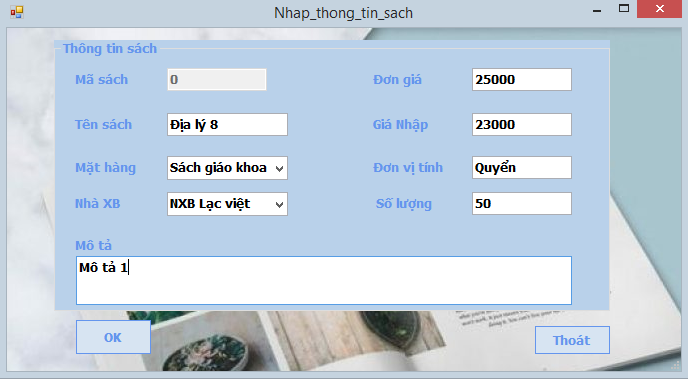 Nhap_thong_tin_sach
Thông tin sách
Mã sách 0 Đơn giá 25000
Tên sách Địa lý 8 Giá Nhập 23000
Mặt hàng Sách giáo khoa Đơn vị tính Quyển
Nhà XB NXB Lạc việt Số lượng 50
Mô tả
Mô tả 1
OK Thoát